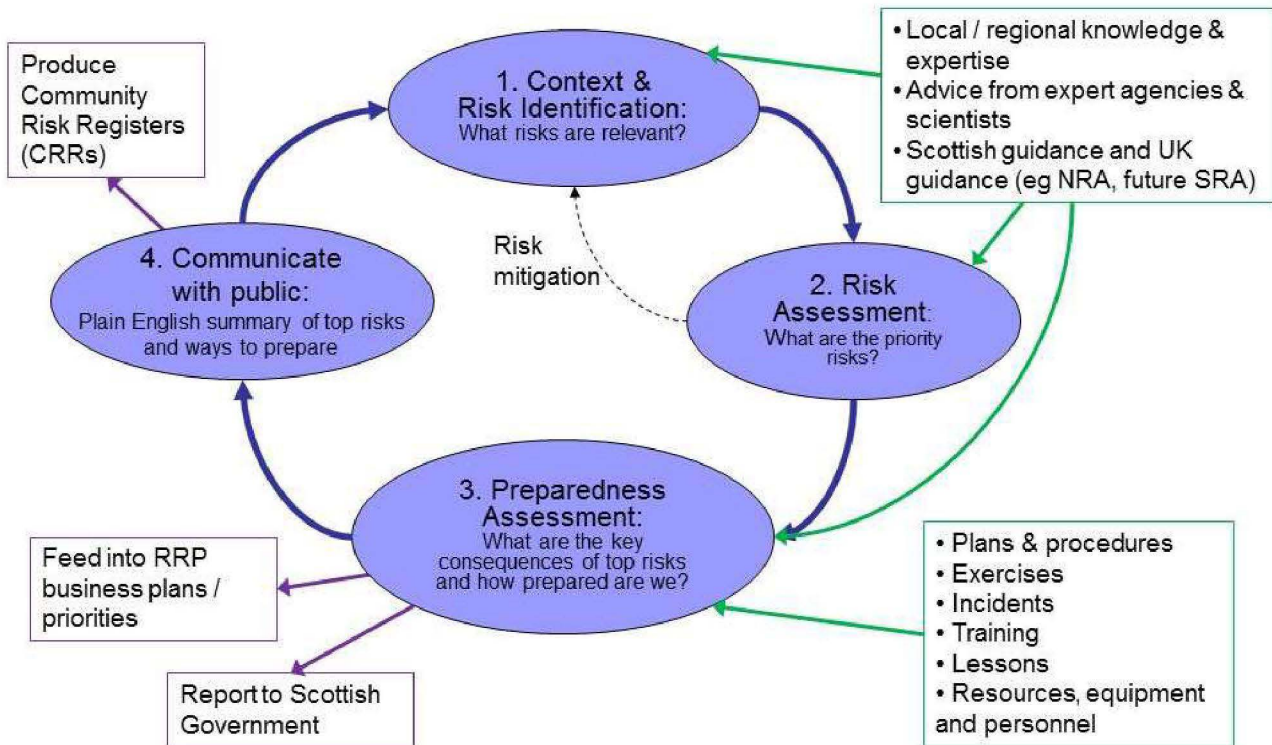 Produce
Community
Risk Registers
(CRRs)
1. Context &
Risk Identification:
What risks are relevant?
• Local / regional knowledge &
expertise
• Advice from expert agencies &
scientists
• Scottish guidance and UK
guidance (eg NRA, future SRA)
Risk
mitigation
2. Risk
Assessment:
What are the priority
risks?
4. Communicate
with public:
Plain English summary of top risks
and ways to prepare
3. Preparedness
Assessment:
What are the key
consequences of top risks
and how prepared are we?
Feed into RRP
business plans /
priorities
Report to Scottish
Government
• Plans & procedures
• Exercises
• Incidents
• Training
• Lessons
• Resources, equipment
and personnel